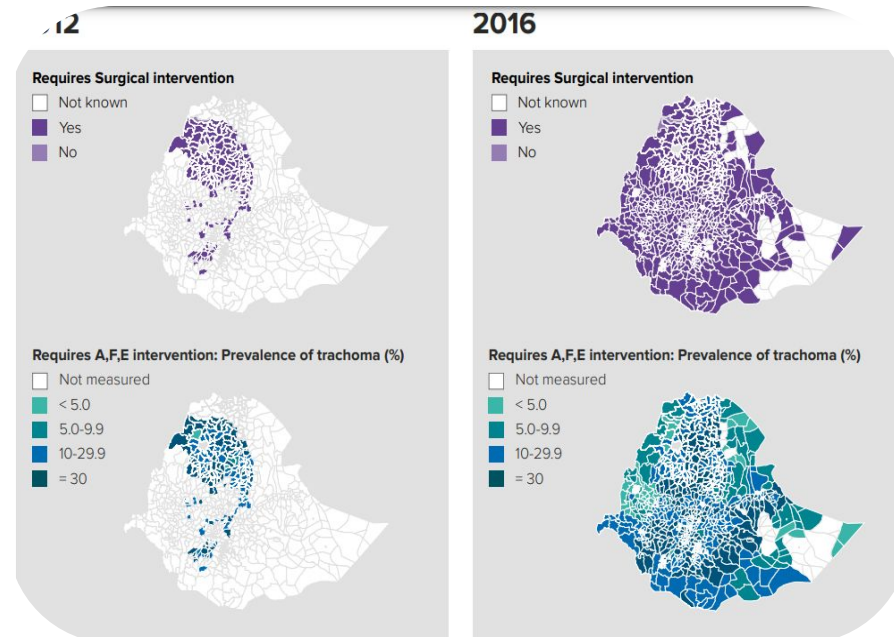 2016
Requires Surgical intervention
Not known
Yes
No
Requires A,F,E intervention: Prevalence of trachoma (%)
Not measured
< 5.0
5.0-9.9
10-29.9
= 30
Requires Surgical intervention
Not known
Yes
No
Requires A,F,E intervention: Prevalence of trachoma (%)
Not measured
< 5.0
5.0-9.9
10-29.9
= 30